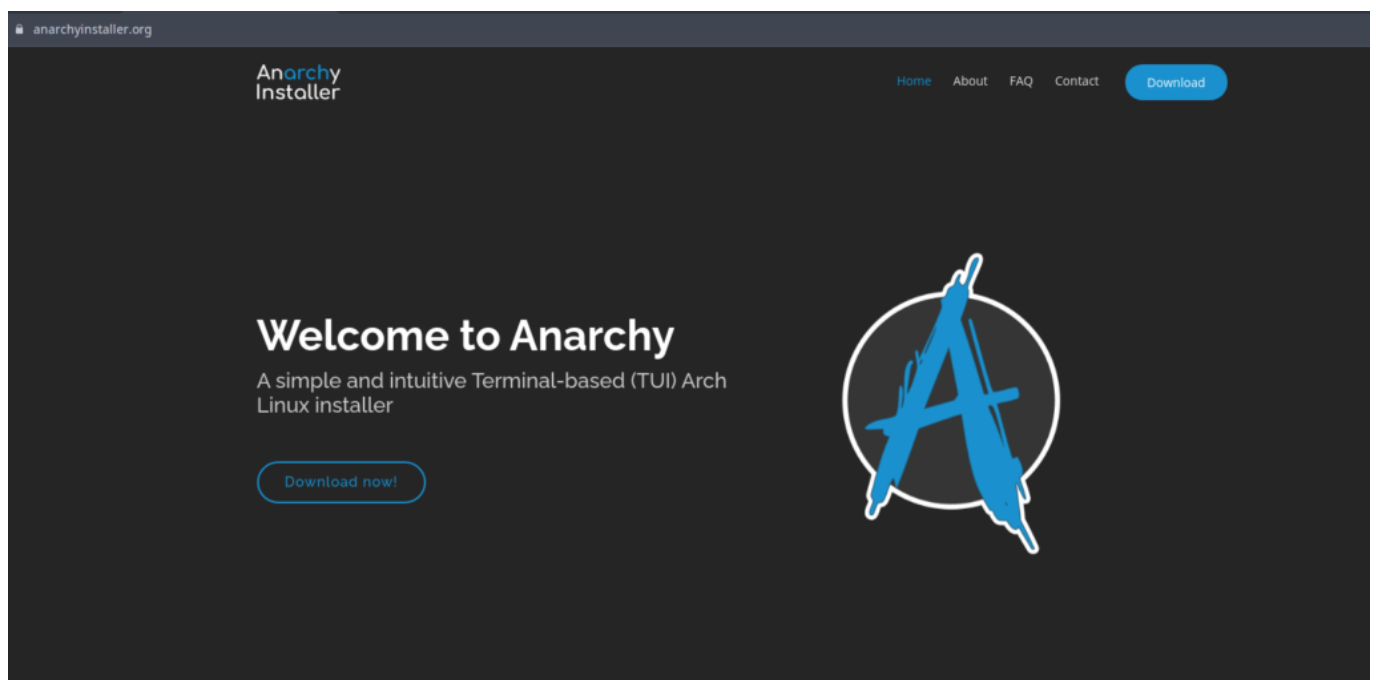 anarchyinstaller.org
Anarchy
Installer
Home About FAQ Contact Download
Welcome to Anarchy
A simple and intuitive Terminal-based (TUI) Arch
Linux installer
Download now!